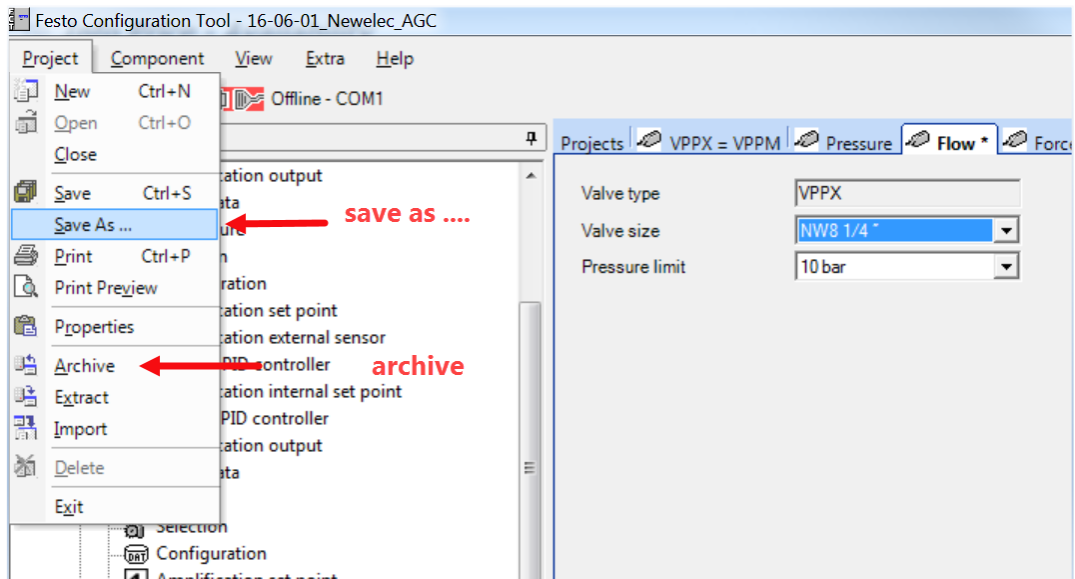 Festo Configuration Tool - 16-06-01_Newelec_AGC
Project Component View Extra Help
New Ctrl+N
Open Ctrl+O
Close
Save Ctrl+S
Save As ...
Print Ctrl+P
Print Preview
Properties
Archive
Extract
Import
Delete
Exit
Offline - COM1
cation output
ata
ure
n
ration
cation set point
cation external sensor
PID controller
cation internal set point
PID controller
cation output
ata
Selection
DAT Configuration
Amplification set point
save as ....
archive
Projects VPPX = VPPM Pressure Flow * Force
Valve type VPPX
Valve size NW8 1/4 "
Pressure limit 10 bar